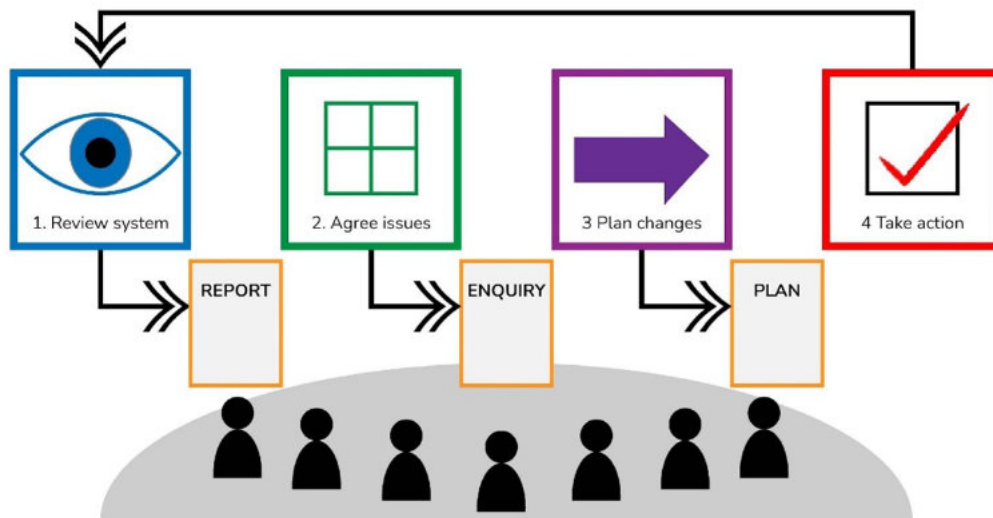 1. Review system
2. Agree issues
3 Plan changes
4 Take action
REPORT
ENQUIRY
PLAN